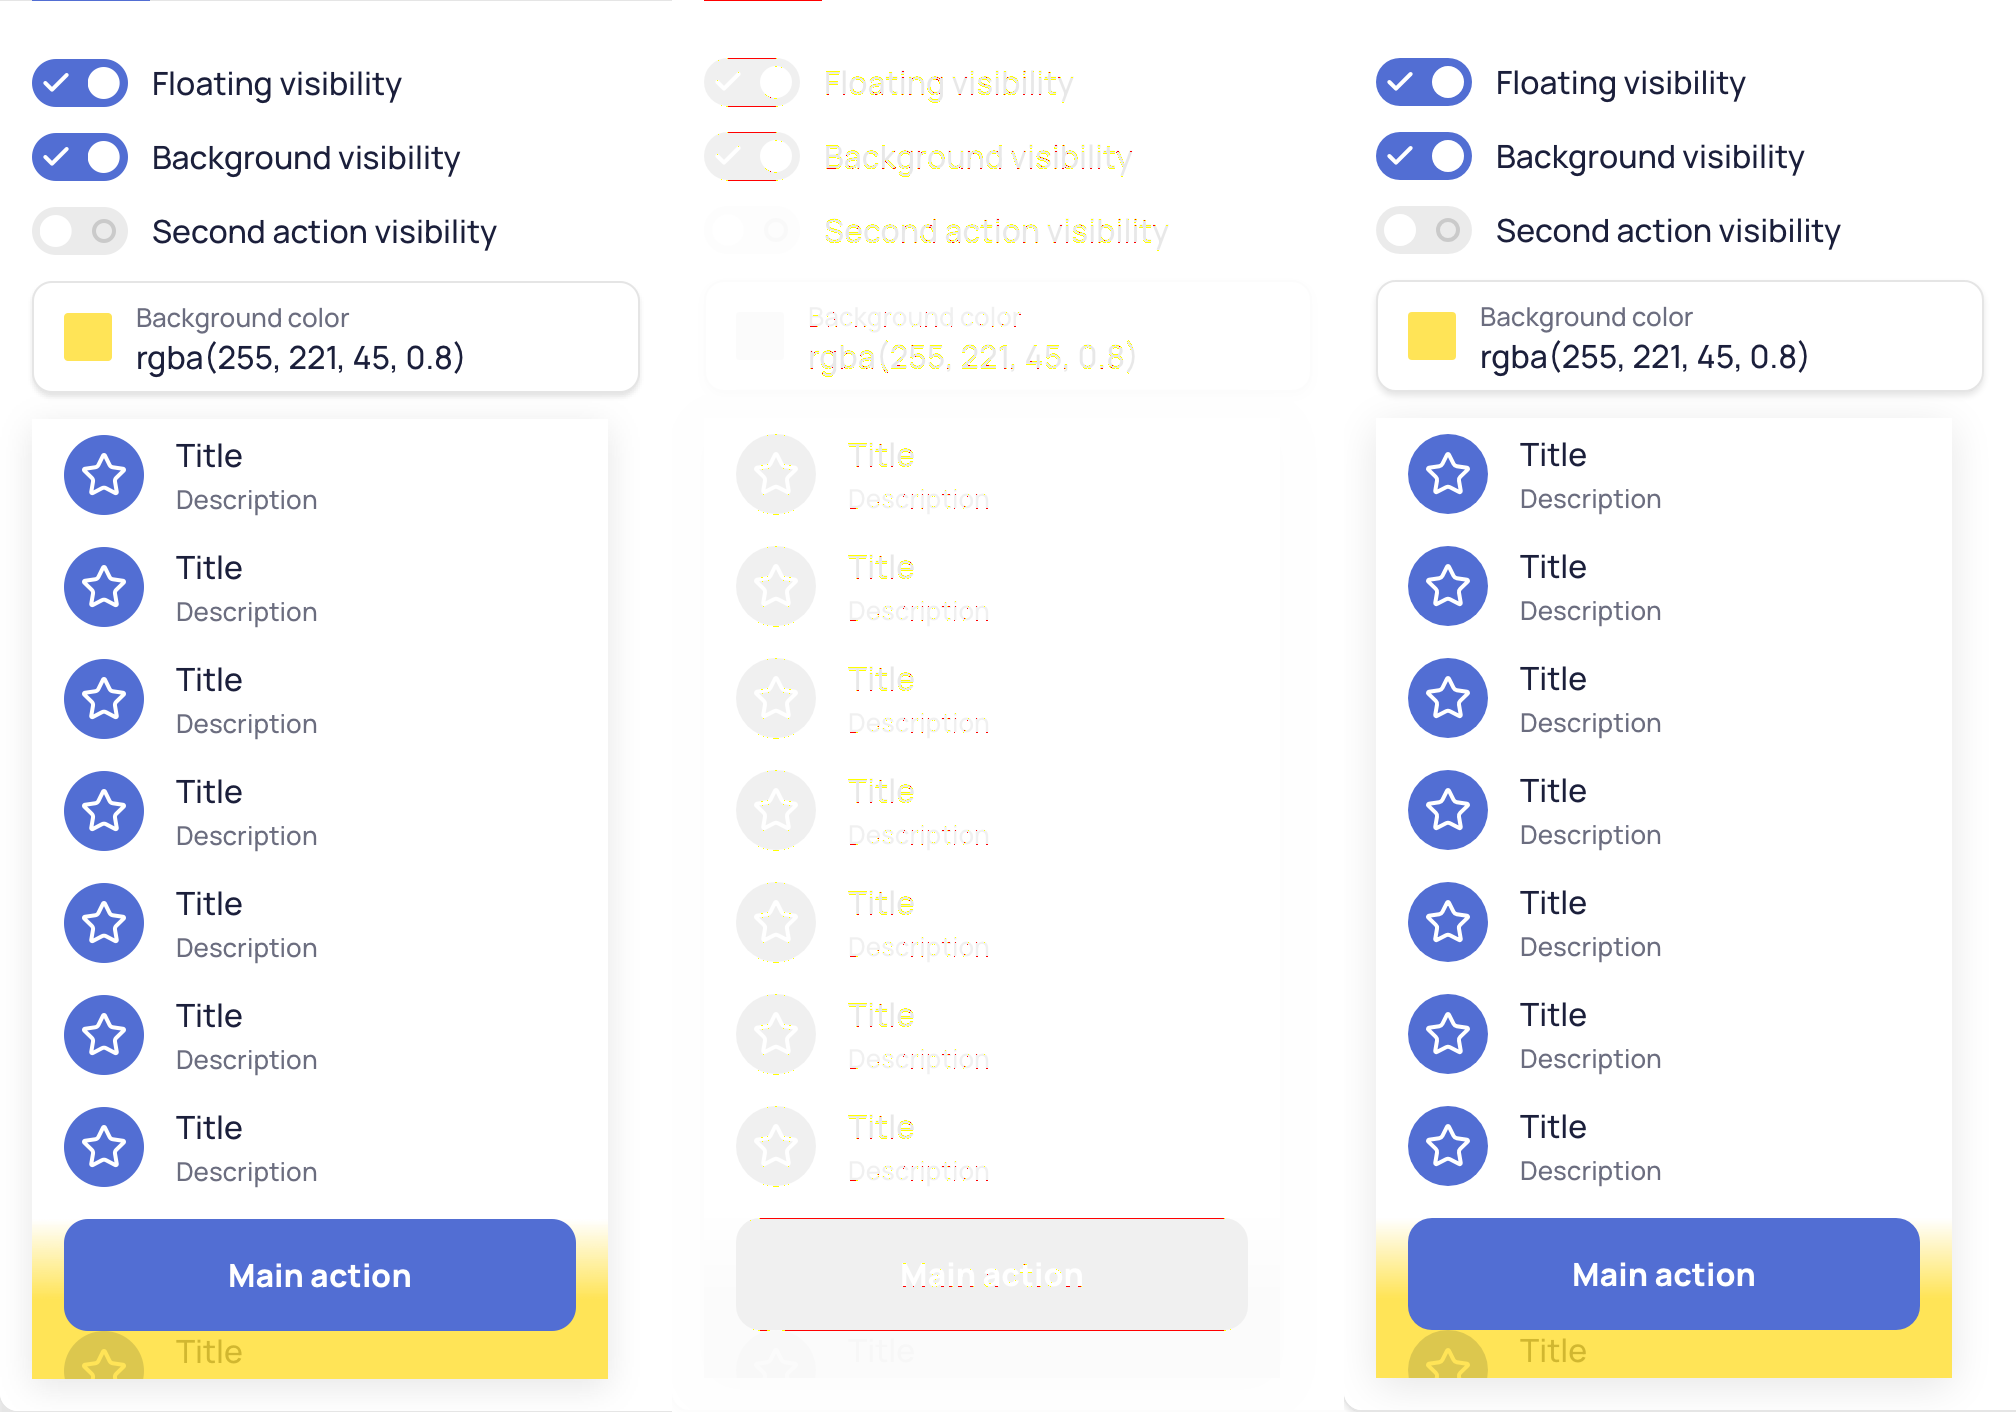 Floating visibility
Background visibility
Second action visibility
Background color
rgba(255, 221, 45, 0.8)
Title
Description
Title
Description
Title
Description
Title
Description
Title
Description
Title
Description
Title
Description
Main action
Title
Floating visibility
Background visibility
Second action visibility
Background color
rgba(255, 221, 45, 0.8)
Title
Description
Title
Description
Title
Description
Title
Description
Title
Description
Title
Description
Title
Description
Main action
Title
Floating visibility
Background visibility
Second action visibility
Background color
rgba(255, 221, 45, 0.8)
Title
Description
Title
Description
Title
Description
Title
Description
Title
Description
Title
Description
Title
Description
Main action
Title